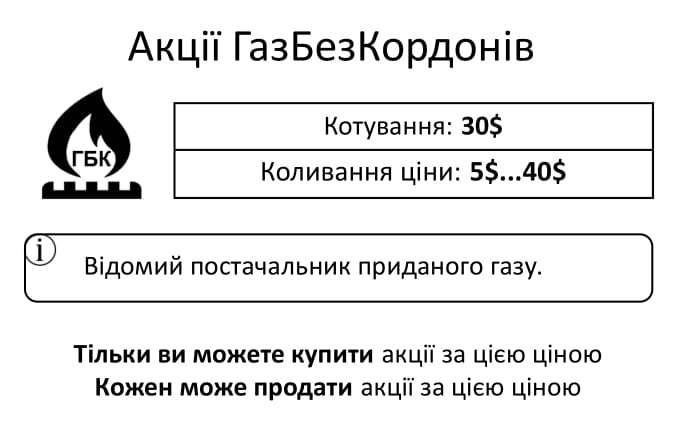 Акції ГазБезКордонів
ГБК
Котування: 30$
Коливання ціни: 5$...40$
i
Відомий постачальник приданого газу.
Тільки ви можете купити акції за цією ціною
Кожен може продати акції за цією ціною